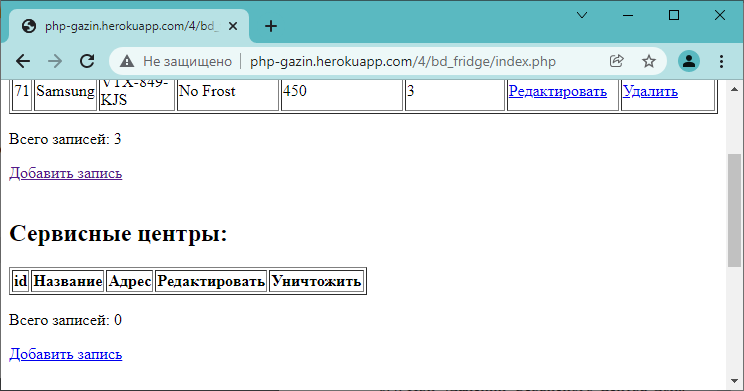 php-gazin.herokuapp.com/4/bd_
Не защищено
php-gazin.herokuapp.com/4/bd_fridge/index.php
71 Samsung VTX-849-KJS No Frost 450 3 Редактировать Удалить
Всего записей: 3
Добавить запись
Сервисные центры:
id Название Адрес Редактировать Уничтожить
Всего записей: 0
Добавить запись